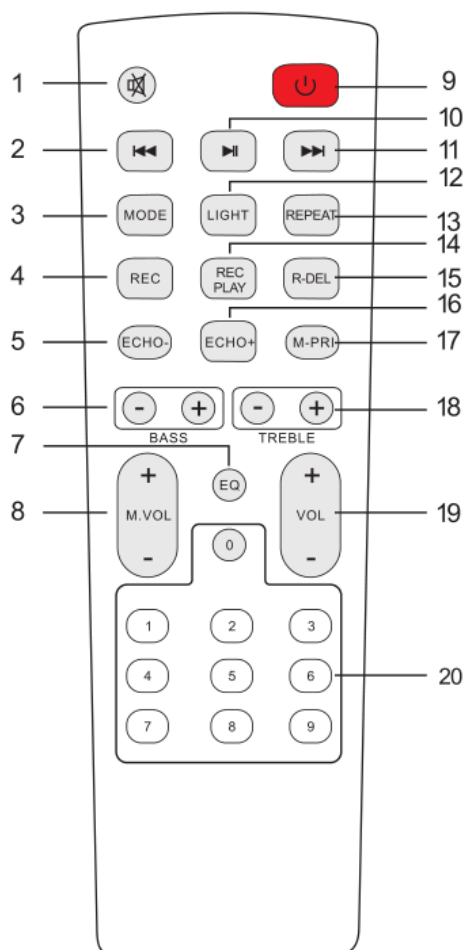 1
9
10
2
11
12
3
MODE
LIGHT
REPEAT
13
14
4
REC
REC
PLAY
R-DEL
15
16
5
ECHO-
ECHO+
M-PRI
17
6
-
+
-
+
18
BASS
TREBLE
7
+
EQ
+
8
M.VOL
VOL
19
-
0
-
1
2
3
4
5
6
20
7
8
9